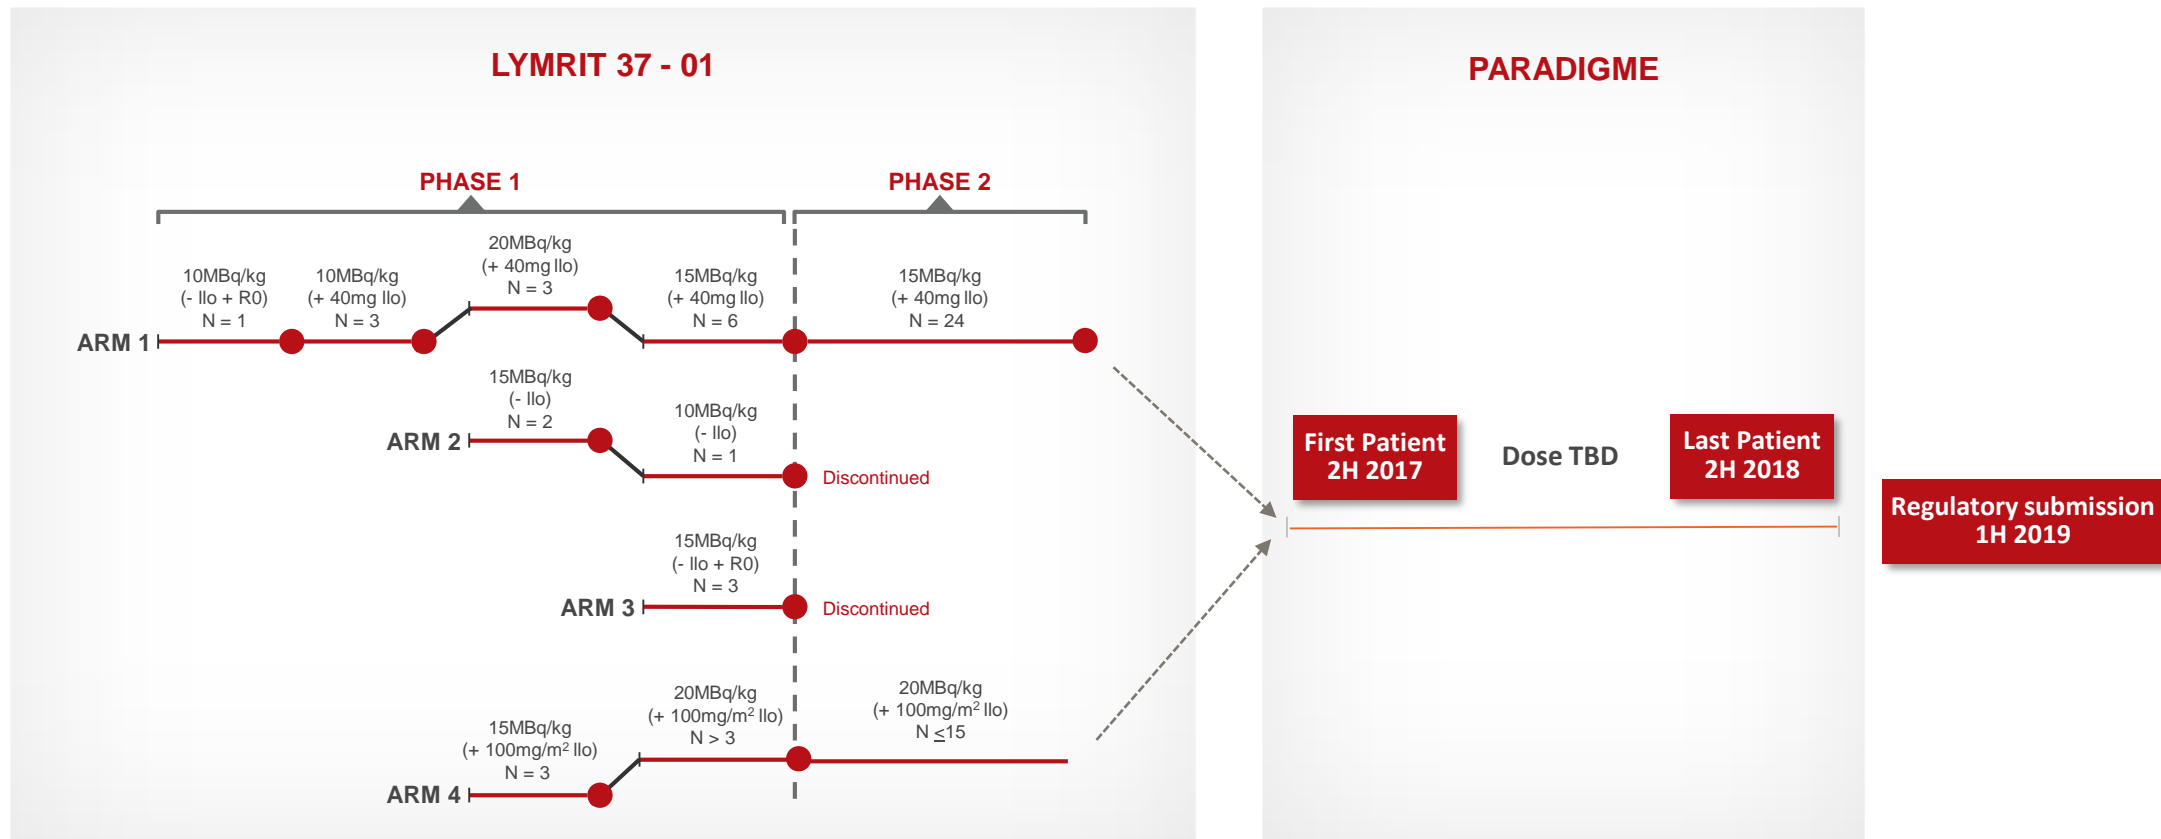 LYMRIT 37 - 01
PHASE 1
PHASE 2
10MBq/kg
(- llo + R0)
N = 1
10MBq/kg
(+ 40mg llo)
N = 3
20MBq/kg
(+ 40mg llo)
N = 3
15MBq/kg
(+ 40mg llo)
N = 6
15MBq/kg
(+ 40mg llo)
N = 24
ARM 1
15MBq/kg
(- llo)
N = 2
10MBq/kg
(- llo)
N = 1
ARM 2
Discontinued
15MBq/kg
(- llo + R0)
N = 3
ARM 3
Discontinued
15MBq/kg
(+ 100mg/m² llo)
N = 3
20MBq/kg
(+ 100mg/m² llo)
N > 3
20MBq/kg
(+ 100mg/m² llo)
N ≤15
ARM 4
PARADIGME
First Patient
2H 2017
Dose TBD
Last Patient
2H 2018
Regulatory submission
1H 2019